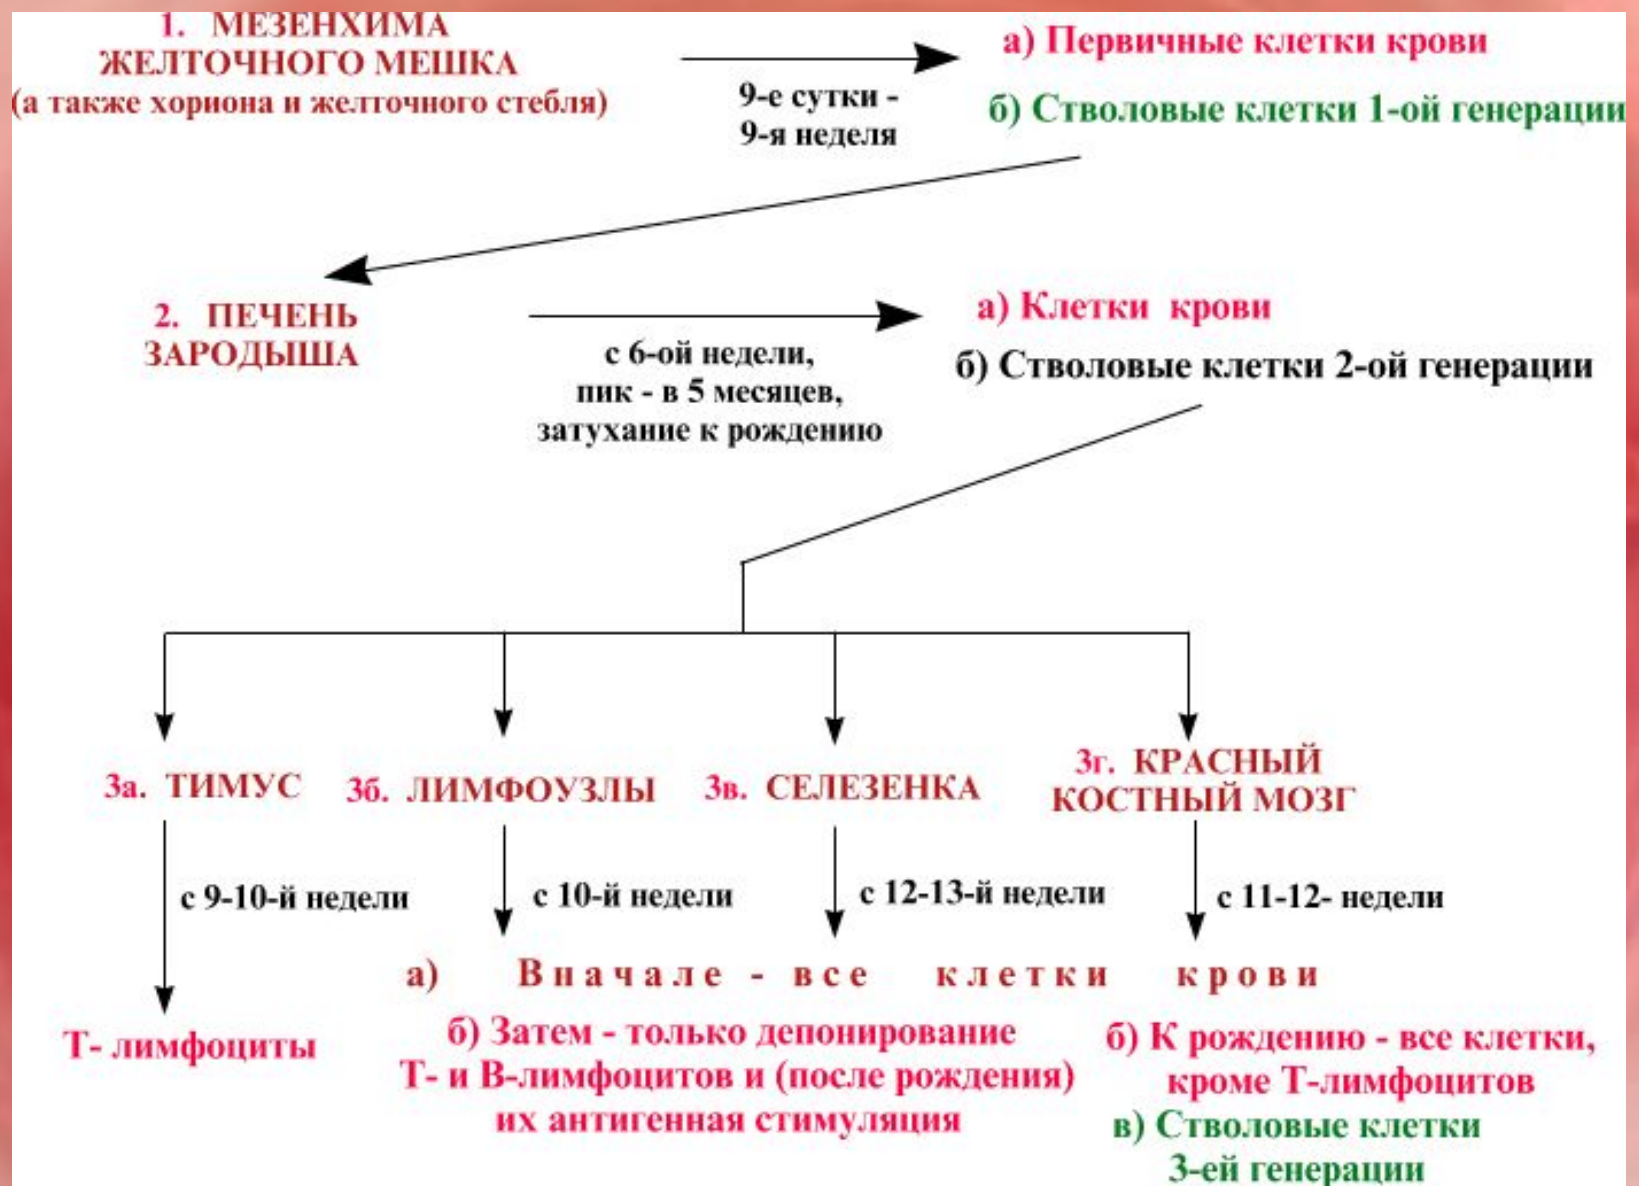 1. МЕЗЕНХИМА
ЖЕЛТОЧНОГО МЕШКА
(а также хориона и желточного стебля)
9-е сутки -
9-я неделя
а) Первичные клетки крови
б) Стволовые клетки 1-ой генерации
2. ПЕЧЕНЬ
ЗАРОДЫША
с 6-ой недели,
пик - в 5 месяцев,
затухание к рождению
а) Клетки крови
б) Стволовые клетки 2-ой генерации
3а. ТИМУС
3б. ЛИМФОУЗЛЫ
3в. СЕЛЕЗЕНКА
3г. КРАСНЫЙ
КОСТНЫЙ МОЗГ
с 9-10-й недели
с 10-й недели
с 12-13-й недели
с 11-12- недели
а) Вначале - все клетки крови
Т- лимфоциты
б) Затем - только депонирование
Т- и В-лимфоцитов и (после рождения)
их антигенная стимуляция
б) К рождению - все клетки,
кроме Т-лимфоцитов
в) Стволовые клетки
3-ей генерации